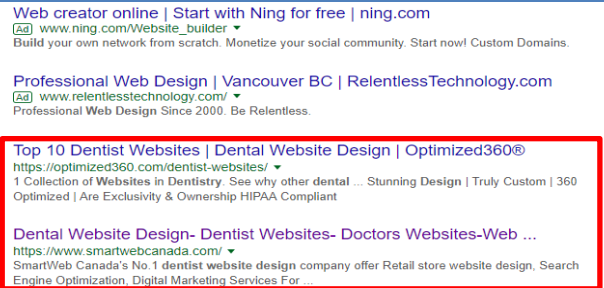 Web creator online | Start with Ning for free | ning.com
Ad www.ning.com/Website_builder
Build your own network from scratch. Monetize your social community. Start now! Custom Domains.
Professional Web Design | Vancouver BC | RelentlessTechnology.com
Ad www.relentlesstechnology.com/
Professional Web Design Since 2000. Be Relentless.
Top 10 Dentist Websites | Dental Website Design | Optimized360®
https://optimized360.com/dentist-websites/
1 Collection of Websites in Dentistry. See why other dental ... Stunning Design | Truly Custom | 360
Optimized | Are Exclusivity & Ownership HIPAA Compliant
Dental Website Design- Dentist Websites- Doctors Websites-Web ...
https://www.smartwebcanada.com/
SmartWeb Canada's No.1 dentist website design company offer Retail store website design, Search
Engine Optimization, Digital Marketing Services For ...